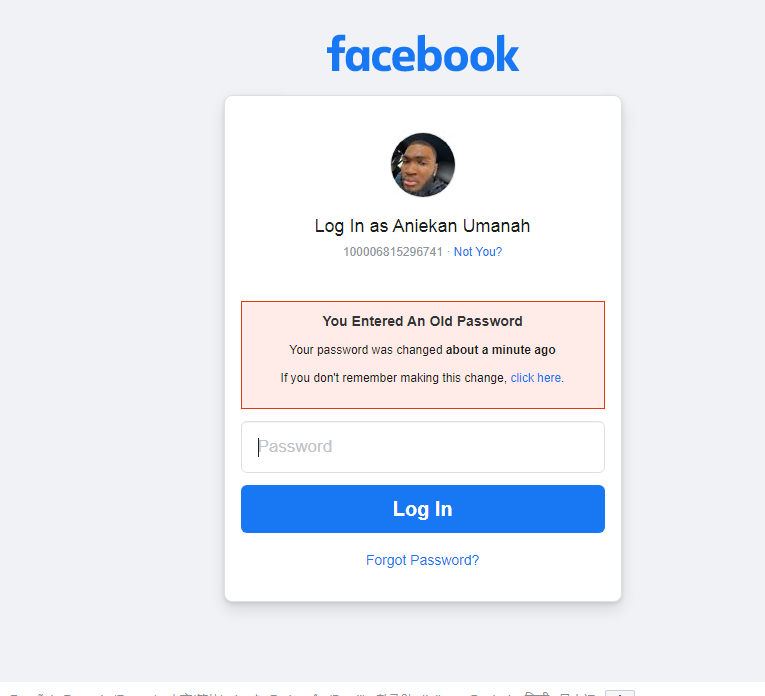 facebook
Log In as Aniekan Umanah
100006815296741 · Not You?
You Entered An Old Password
Your password was changed about a minute ago
If you don't remember making this change, click here.
Password
Log In
Forgot Password?